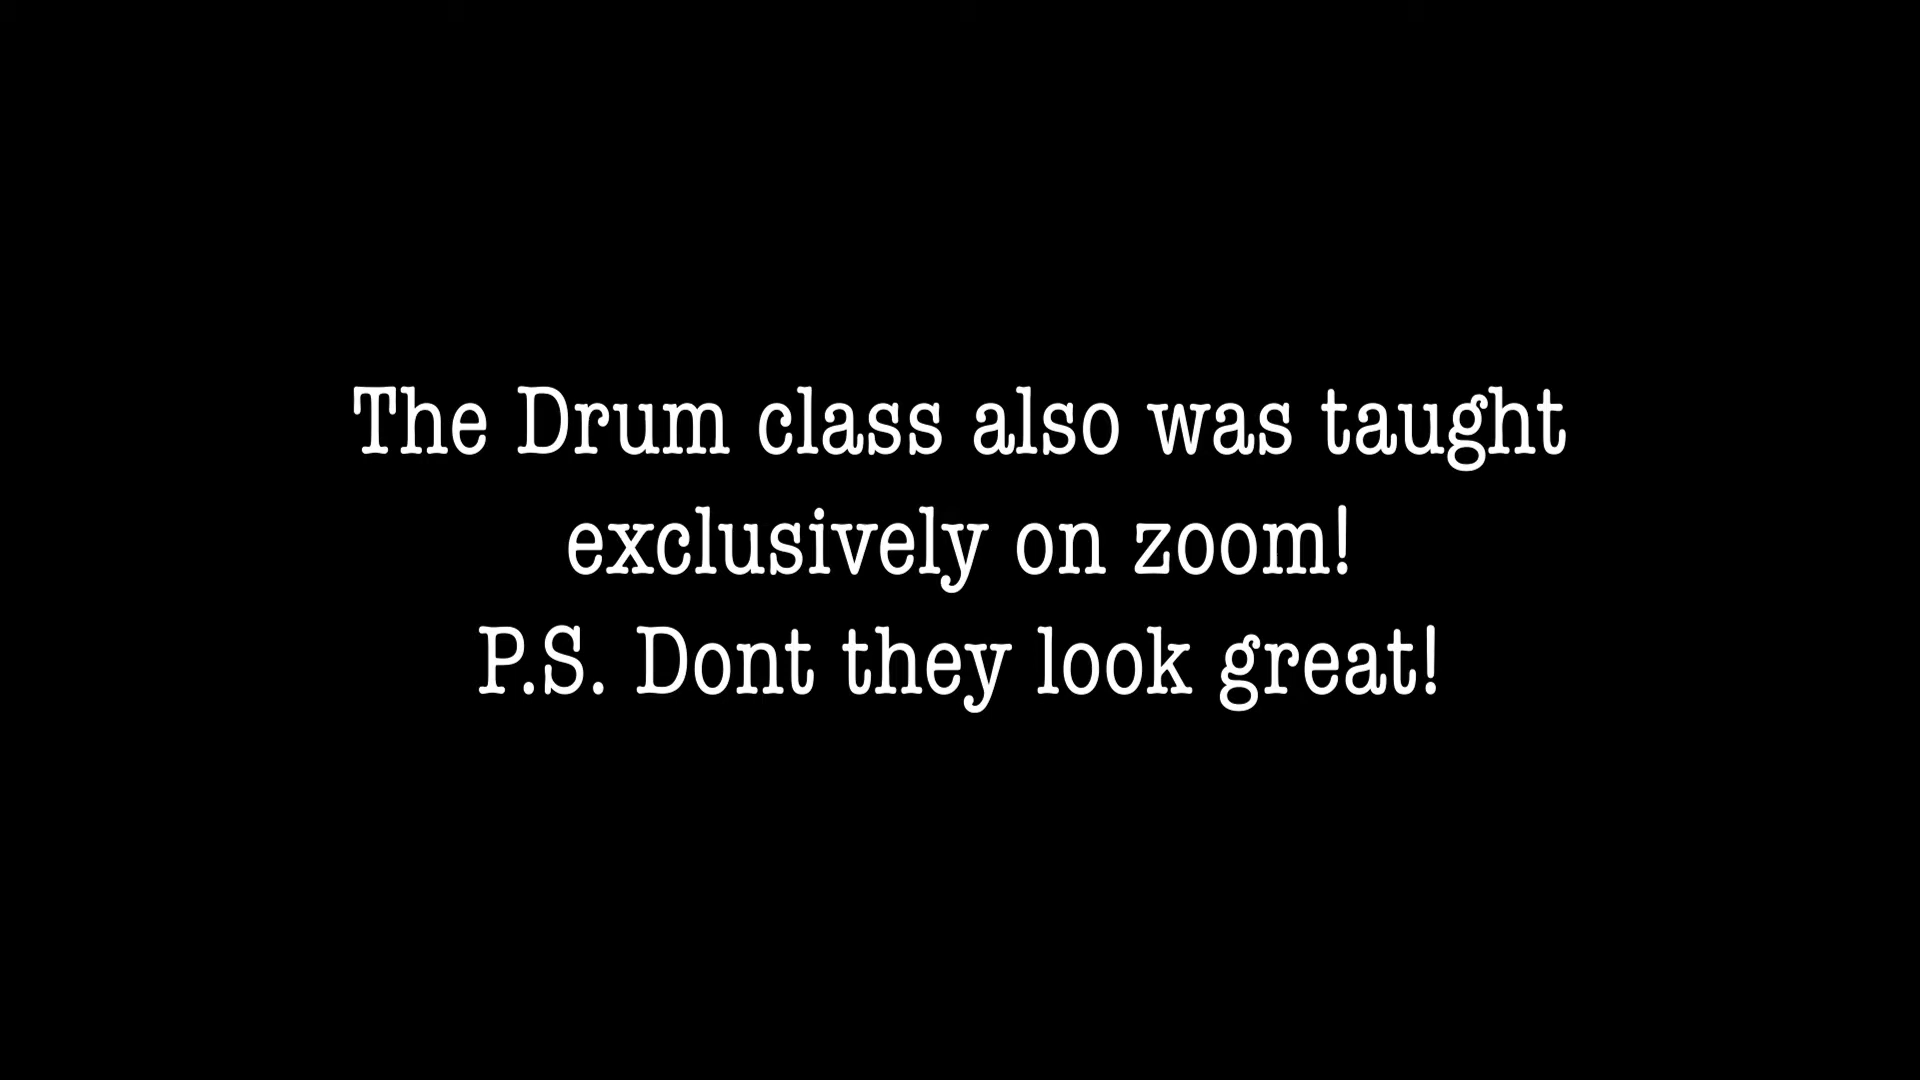 The Drum class also was taught
exclusively on zoom!
P.S. Dont they look great!